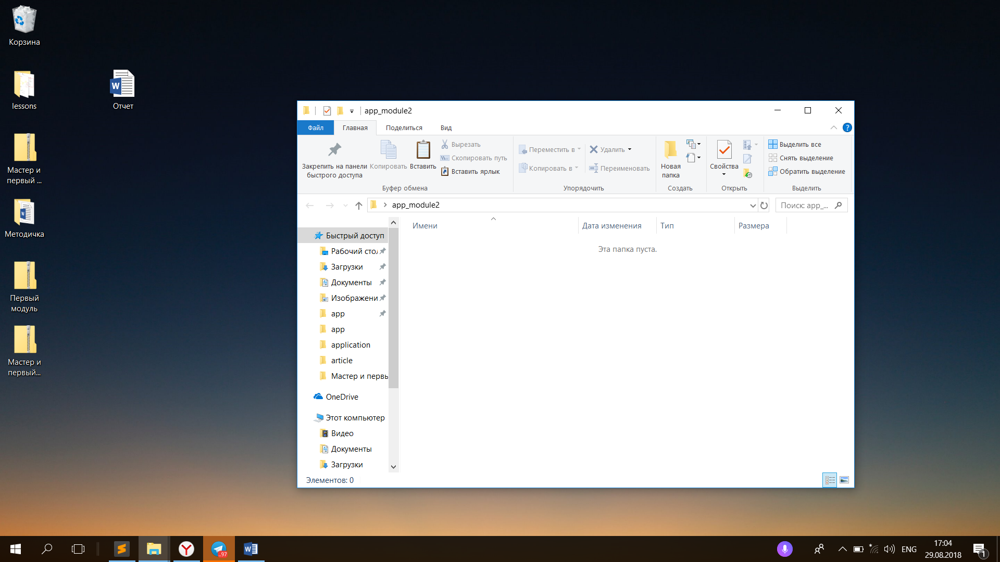 Корзина
lessons
Отчет
Мастер и
первый ...
Методичка
Первый
модуль
Мастер и
первый...
app_module2
Файл
Главная
Поделиться
Вид
Закрепить на панели
быстрого доступа
Копировать
Вставить
Вырезать
Скопировать путь
Вставить ярлык
Буфер обмена
Переместить в
Копировать в
Удалить
Переименовать
Упорядочить
Новая
папка
Создать
Свойства
Открыть
Выделить все
Снять выделение
Обратить выделение
Выделить
app_module2
Поиск: app_...
Имени
Дата изменения
Тип
Размера
Эта папка пуста.
Быстрый доступ
Рабочий стол
Загрузки
Документы
Изображени
app
app
application
article
Мастер и первы
OneDrive
Этот компьютер
Видео
Документы
Загрузки
Элементов: 0
..97
ENG
17:04
29.08.2018
1